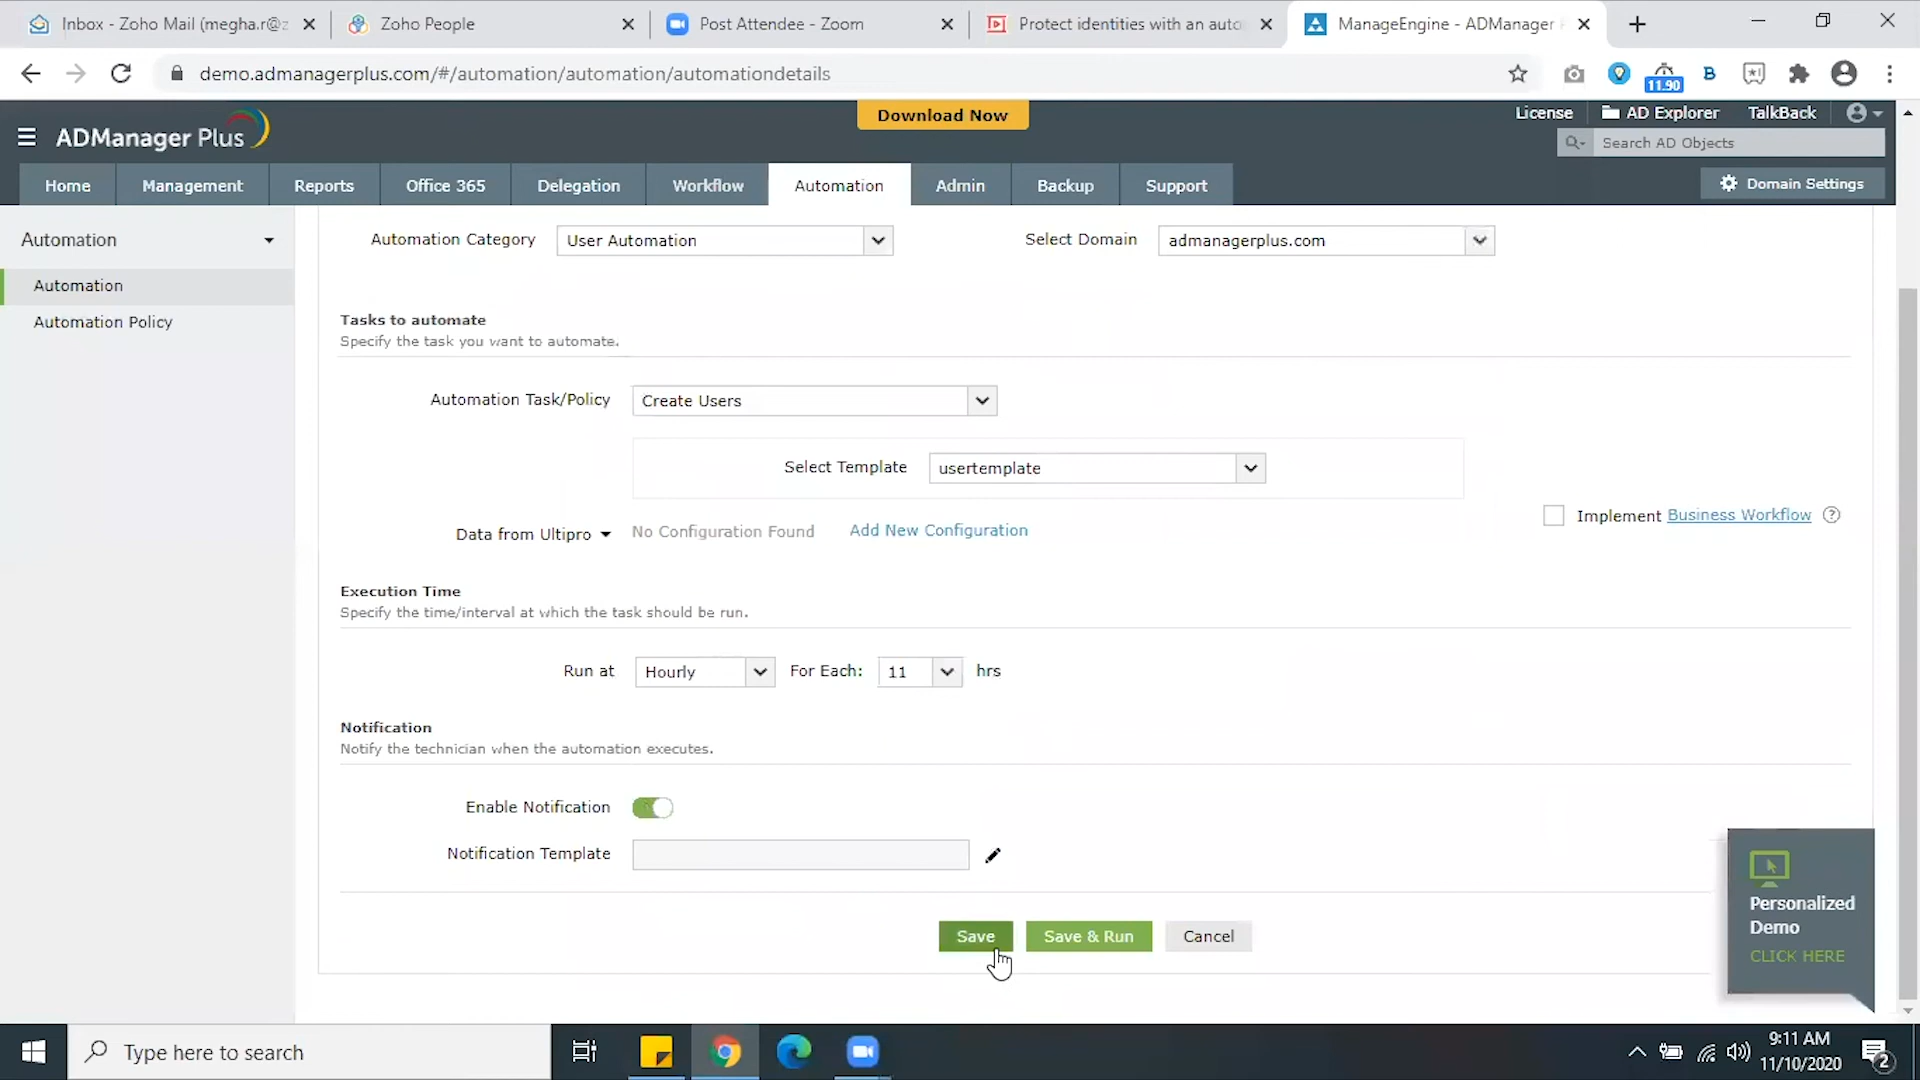 Inbox - Zoho Mail (megha.r@z
Zoho People
Post Attendee - Zoom
Protect identities with an auto
ManageEngine - ADManager
demo.admanagerplus.com/#/automation/automationdetails
11.90
B
Download Now
License
AD Explorer
TalkBack
ADManager Plus
Search AD Objects
Home
Management
Reports
Office 365
Delegation
Workflow
Automation
Admin
Backup
Support
Domain Settings
Automation
Automation
Automation Policy
Automation Category
User Automation
Select Domain
admanagerplus.com
Tasks to automate
Specify the task you want to automate.
Automation Task/Policy
Create Users
Select Template
usertemplate
Data from Ultipro
No Configuration Found
Add New Configuration
Implement Business Workflow
?
Execution Time
Specify the time/interval at which the task should be run.
Run at
Hourly
For Each:
11
hrs
Notification
Notify the technician when the automation executes.
Enable Notification
Notification Template
Save
Save & Run
Cancel
Personalized
Demo
CLICK HERE
Type here to search
9:11 AM
11/10/2020
2